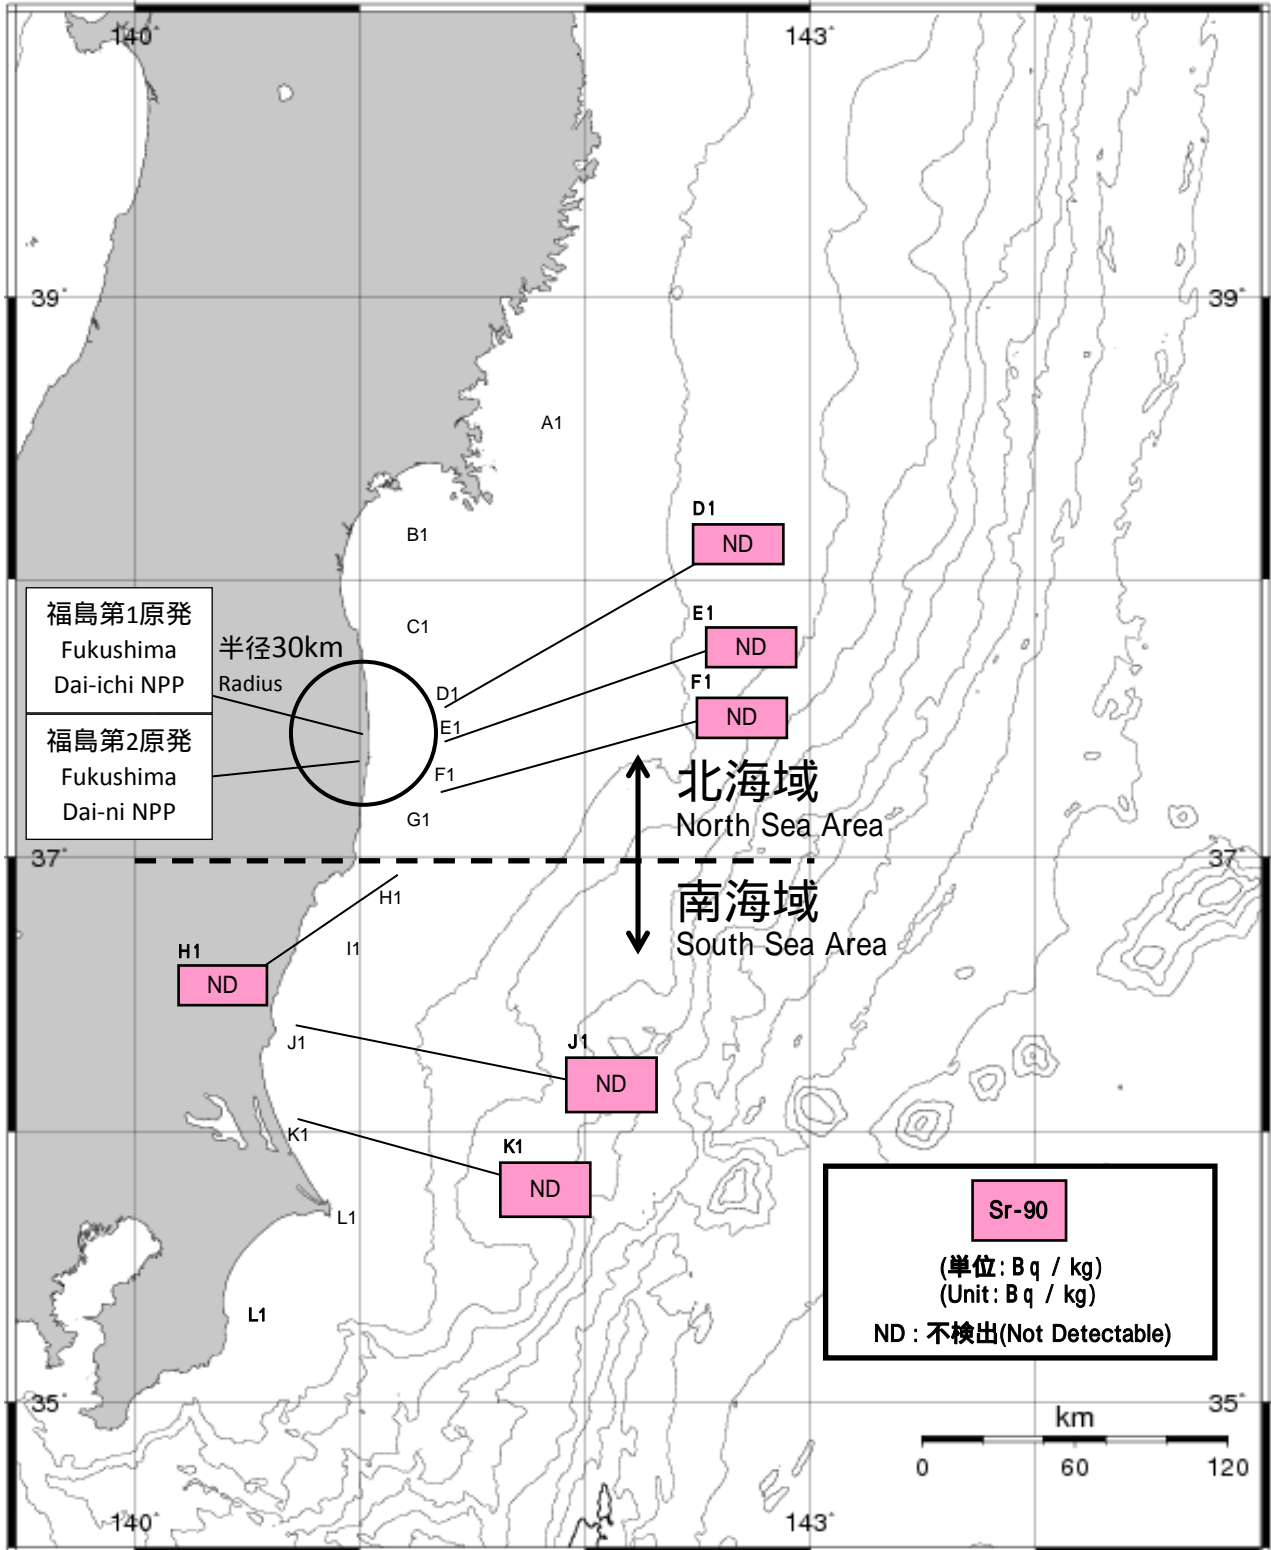 140°
143°
39°
39°
A1
D1
ND
B1
E1
ND
C1
F1
ND
福島第1原発
Fukushima
Dai-ichi NPP
半径30km
Radius
D1
E1
F1
G1
福島第2原発
Fukushima
Dai-ni NPP
北海域
North Sea Area
37°
37°
南海域
South Sea Area
H1
I1
H1
ND
J1
J1
ND
K1
K1
ND
L1
L1
Sr-90
(単位:Bq / kg)
(Unit:Bq / kg)
ND : 不検出(Not Detectable)
35°
35°
km
0 60 120
140°
143°